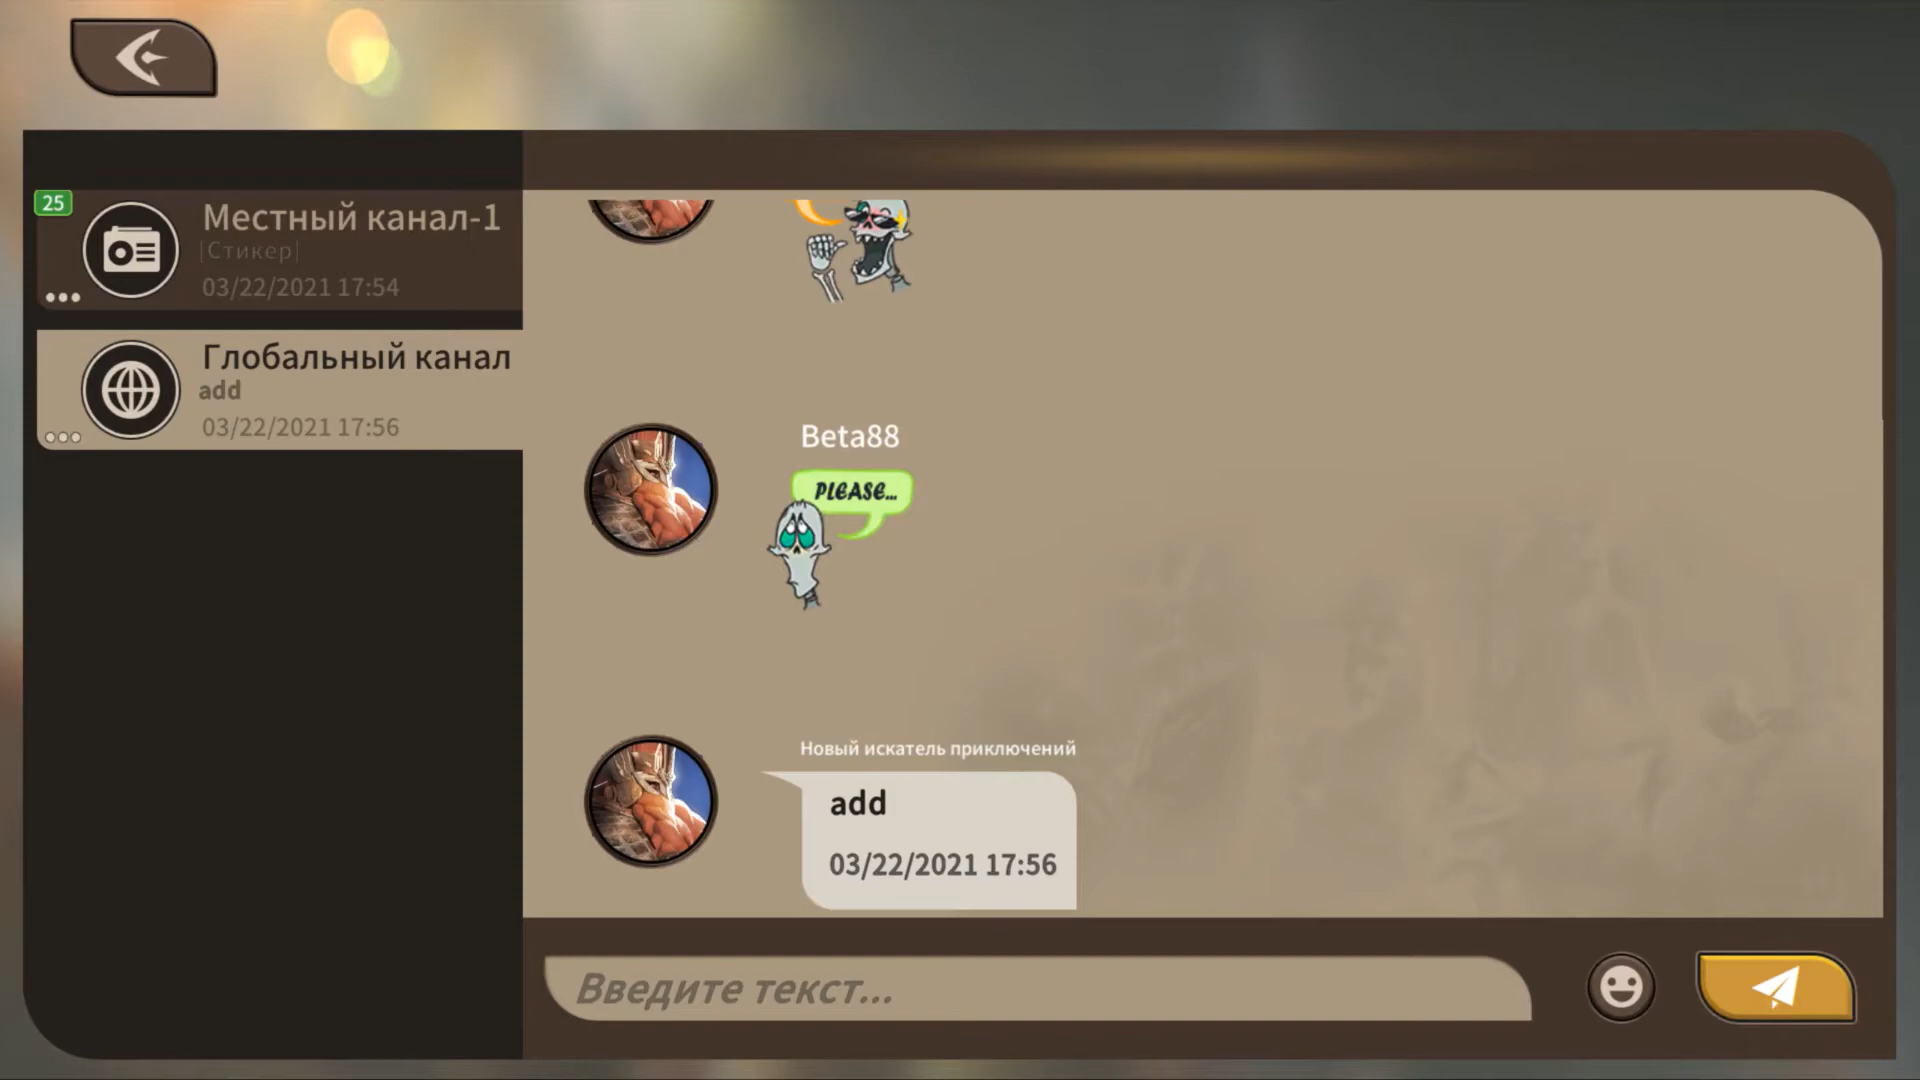 25
Местный канал-1
|Стикер|
03/22/2021 17:54
Глобальный канал
add
03/22/2021 17:56
Beta88
PLEASE...
Новый искатель приключений
add
03/22/2021 17:56
Введите текст...